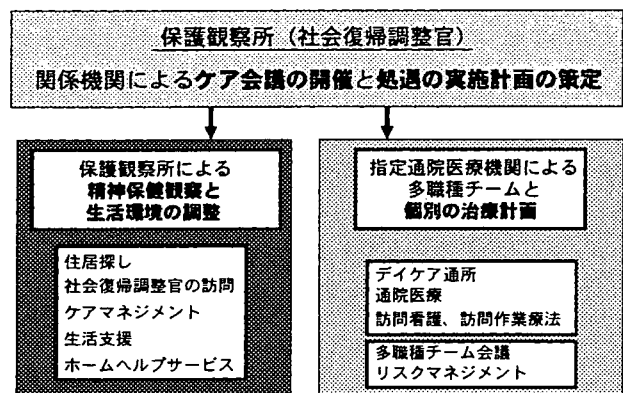 保護観察所（社会復帰調整官）
関係機関によるケア会議の開催と処遇の実施計画の策定
保護観察所による
精神保健観察と
生活環境の調整
住居探し
社会復帰調整官の訪問
ケアマネジメント
生活支援
ホームヘルプサービス
指定通院医療機関による
多職種チームと
個別の治療計画
デイケア通所
通院医療
訪問看護、訪問作業療法
多職種チーム会議
リスクマネジメント